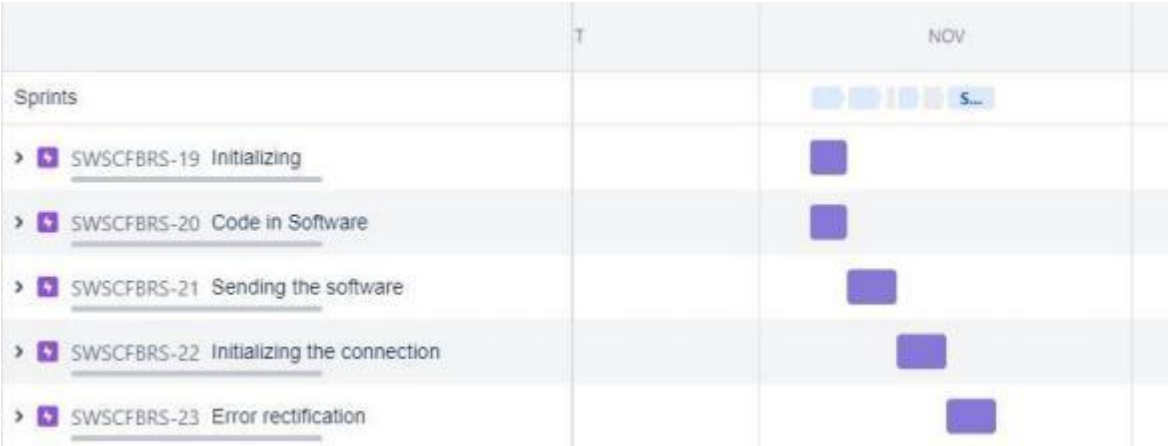 T NOV
Sprints S...
SWSCFBRS-19 Initializing
SWSCFBRS-20 Code in Software
SWSCFBRS-21 Sending the software
SWSCFBRS-22 Initializing the connection
SWSCFBRS-23 Error rectification